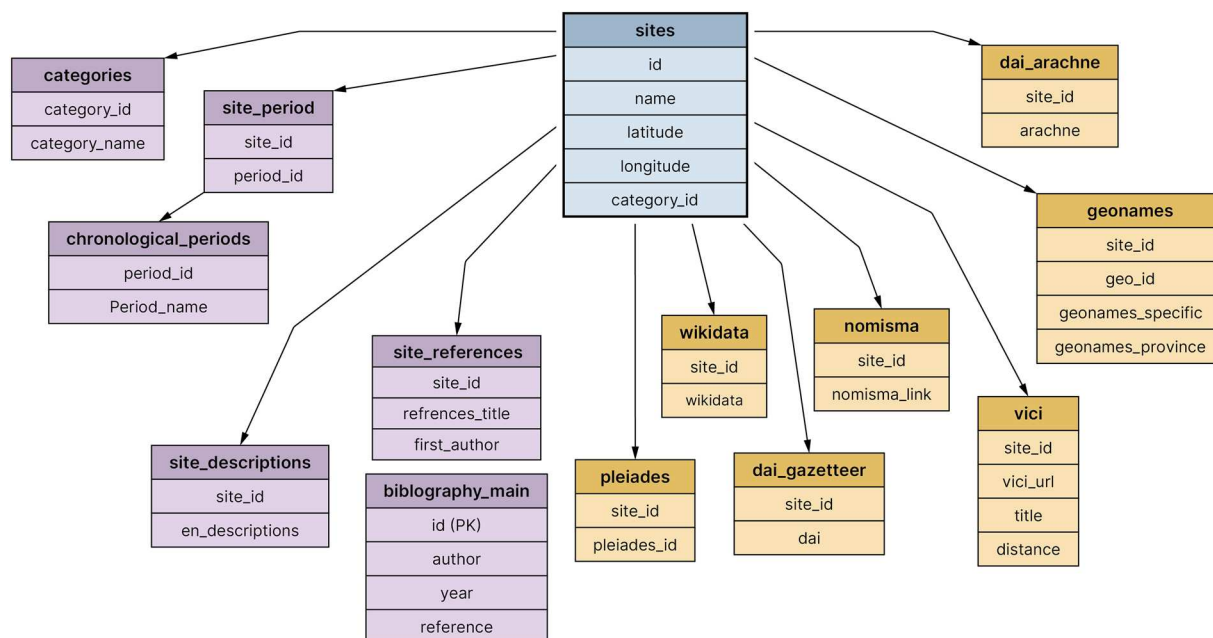 sites
id
name
latitude
longitude
category_id
categories
category_id
category_name
site_period
site_id
period_id
chronological_periods
period_id
Period_name
site_descriptions
site_id
en_descriptions
site_references
site_id
refrences_title
first_author
biblography_main
id (PK)
author
year
reference
pleiades
site_id
pleiades_id
wikidata
site_id
wikidata
dai_gazetteer
site_id
dai
nomisma
site_id
nomisma_link
vici
site_id
vici_url
title
distance
geonames
site_id
geo_id
geonames_specific
geonames_province
dai_arachne
site_id
arachne